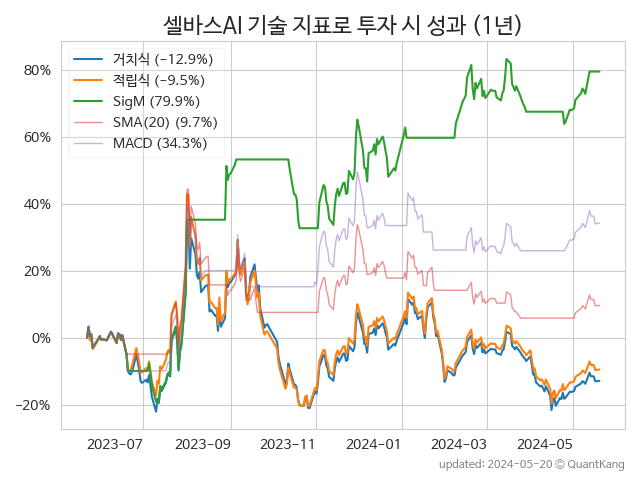 셀바스AI 기술 지표로 투자 시 성과 (1년)
거치식 (−12.9%)
적립식 (−9.5%)
SigM (79.9%)
SMA(20) (9.7%)
MACD (34.3%)
80%
60%
40%
20%
0%
−20%
2023−07 2023−09 2023−11 2024−01 2024−03 2024−05
updated: 2024-05-20 © QuantKang